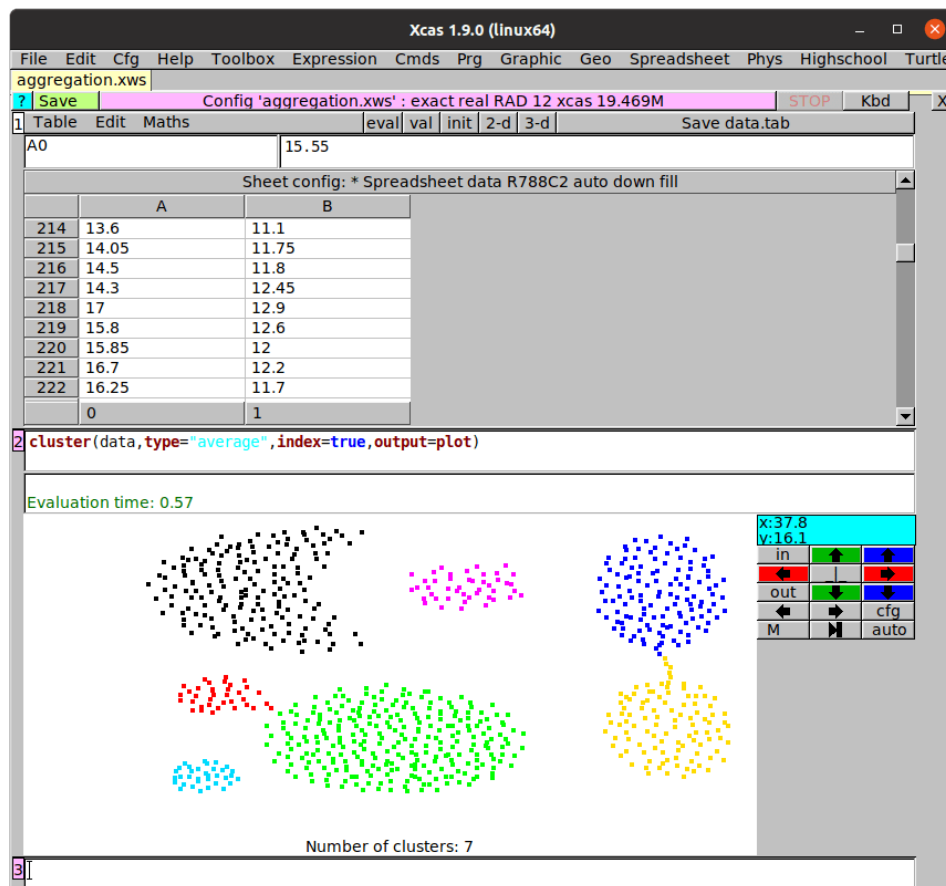 Xcas 1.9.0 (linux64)
File Edit Cfg Help Toolbox Expression Cmds Prg Graphic Geo Spreadsheet Phys Highschool Turtle
aggregation.xws
? Save Config 'aggregation.xws' : exact real RAD 12 xcas 19.469M STOP Kbd X
1 Table Edit Maths eval val init 2-d 3-d Save data.tab
A0 15.55
Sheet config: * Spreadsheet data R788C2 auto down fill
A B
214 13.6 11.1
215 14.05 11.75
216 14.5 11.8
217 14.3 12.45
218 17 12.9
219 15.8 12.6
220 15.85 12
221 16.7 12.2
222 16.25 11.7
0 1
2 cluster(data,type="average",index=true,output=plot)
Evaluation time: 0.57
x:37.8
y:16.1
in
_|_
out
cfg
M auto
Number of clusters: 7
3